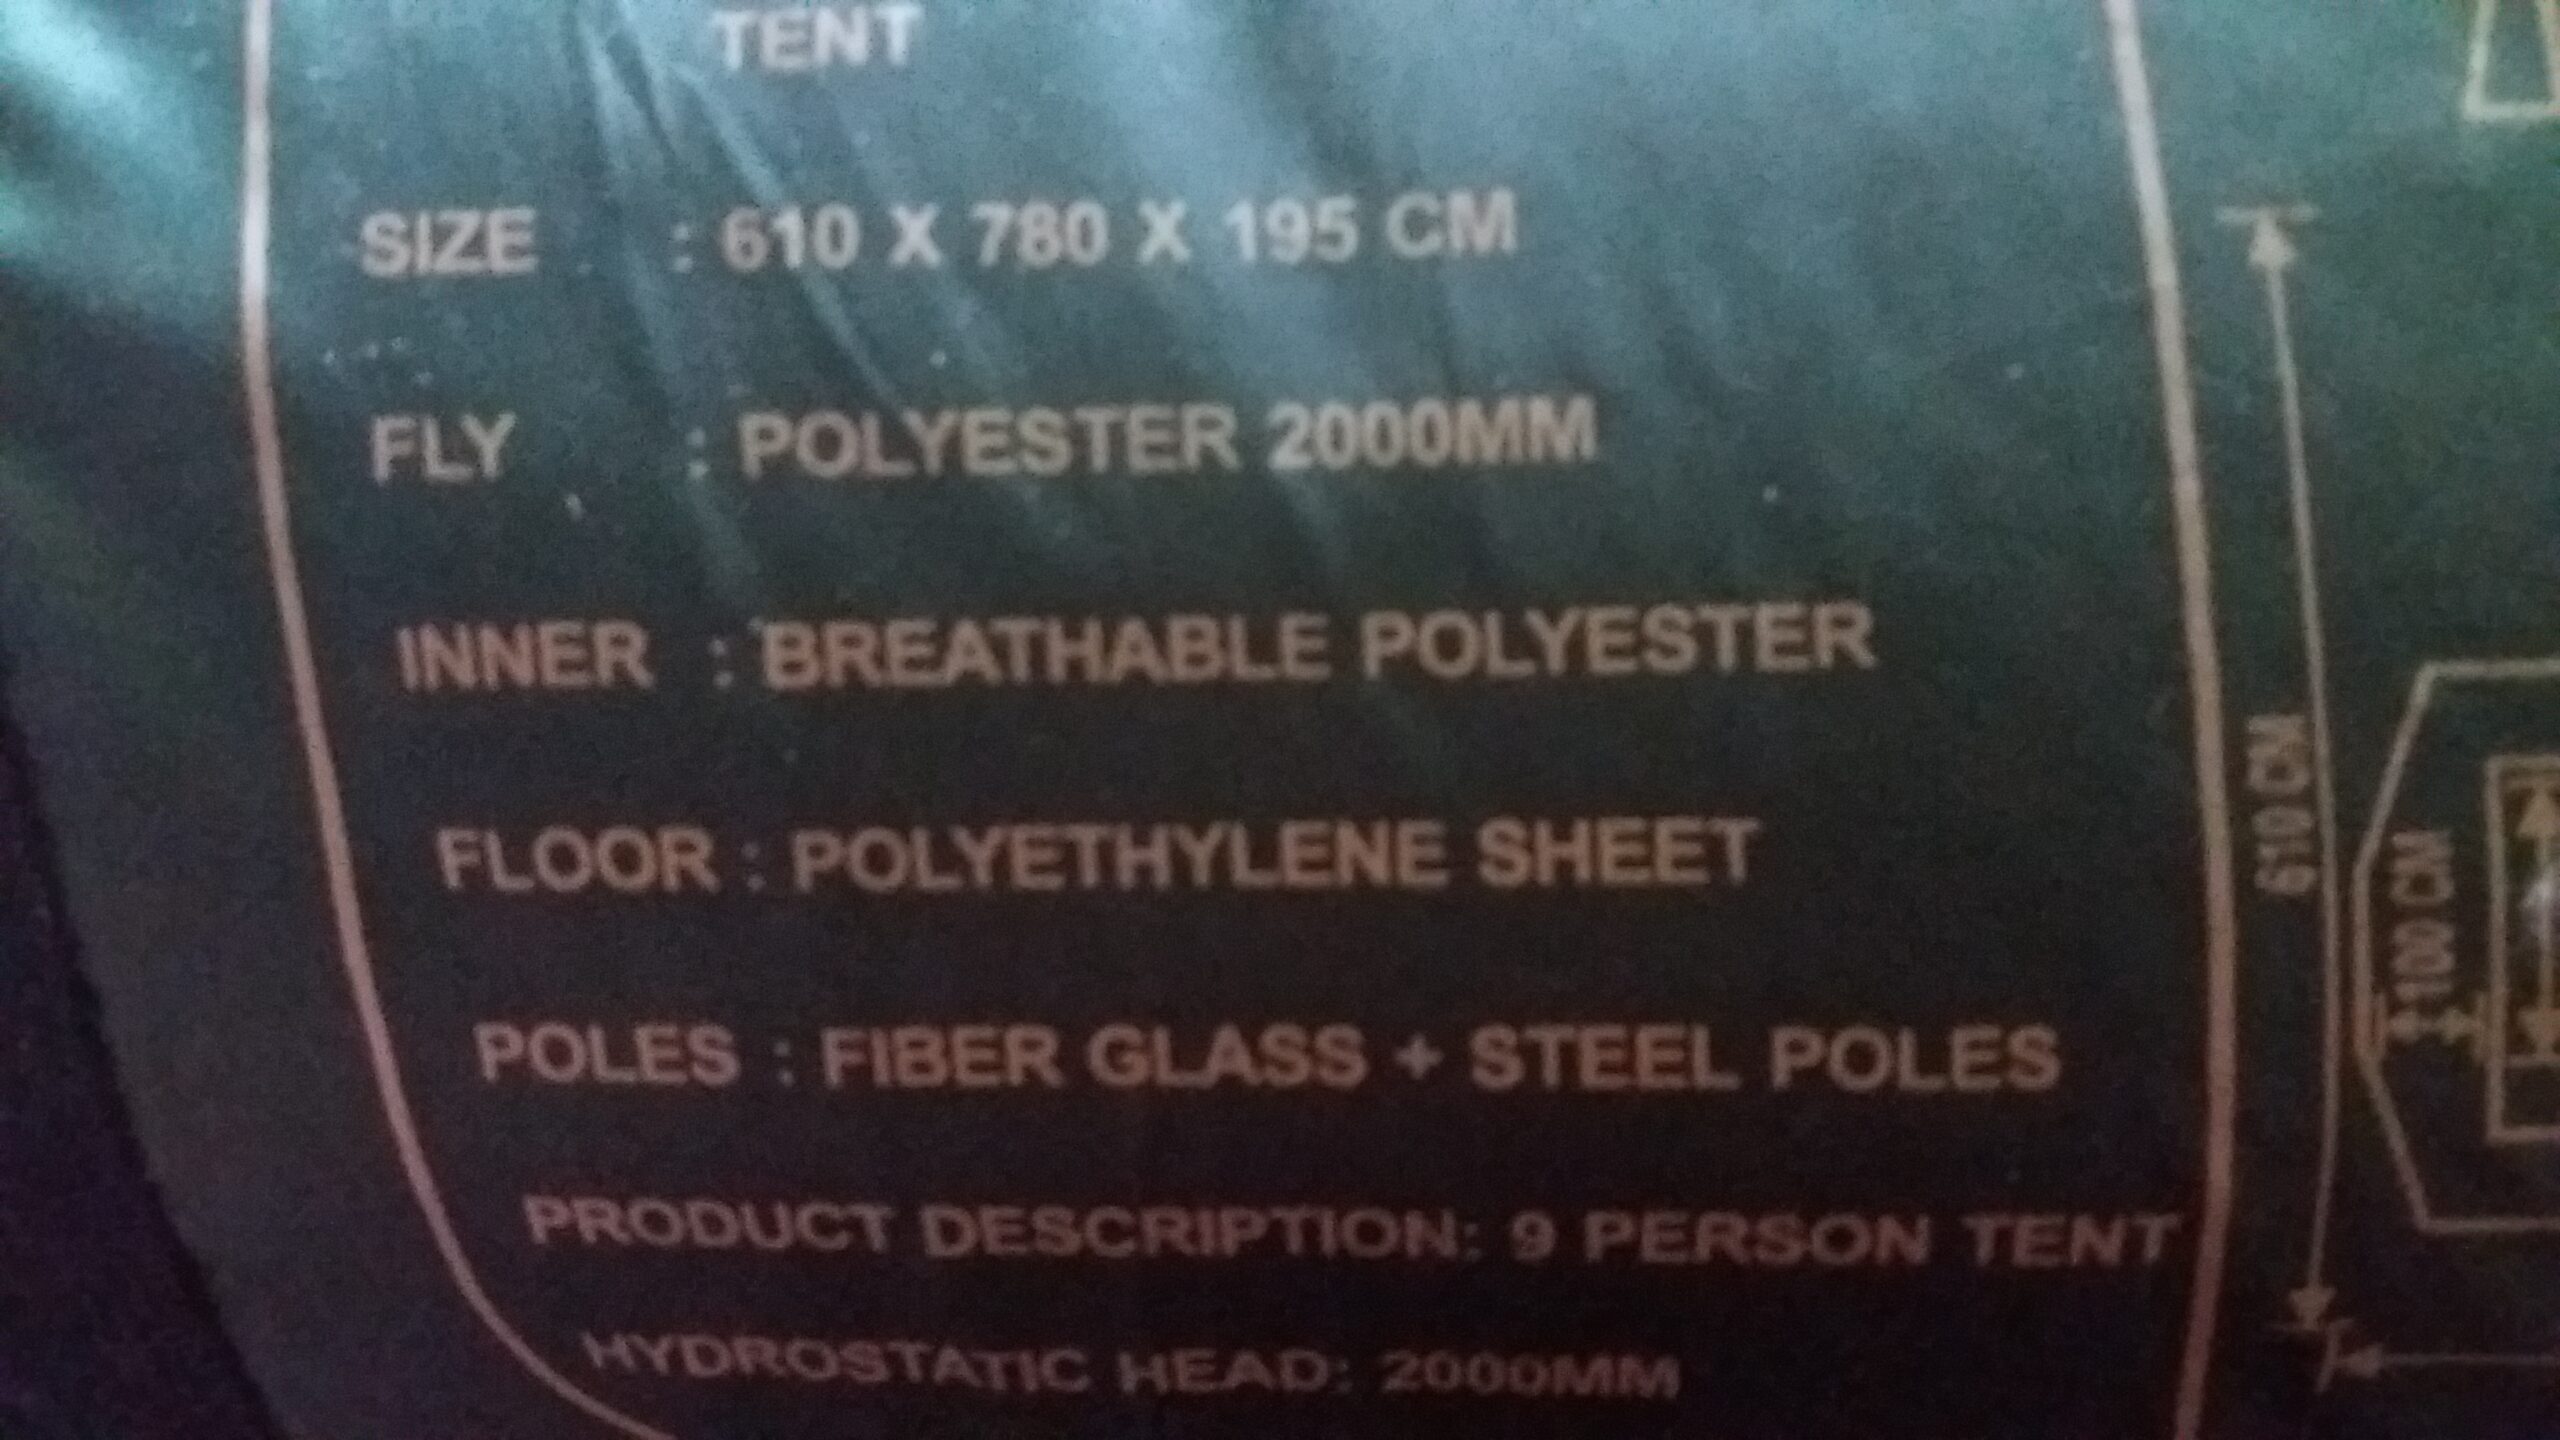 TENT
SIZE : 610 X 780 X 195 CM
FLY : POLYESTER 2000MM
INNER : BREATHABLE POLYESTER
FLOOR : POLYETHYLENE SHEET
POLES : FIBER GLASS + STEEL POLES
PRODUCT DESCRIPTION: 9 PERSON TENT
HYDROSTATIC HEAD: 2000MM
610 CM
100 CM